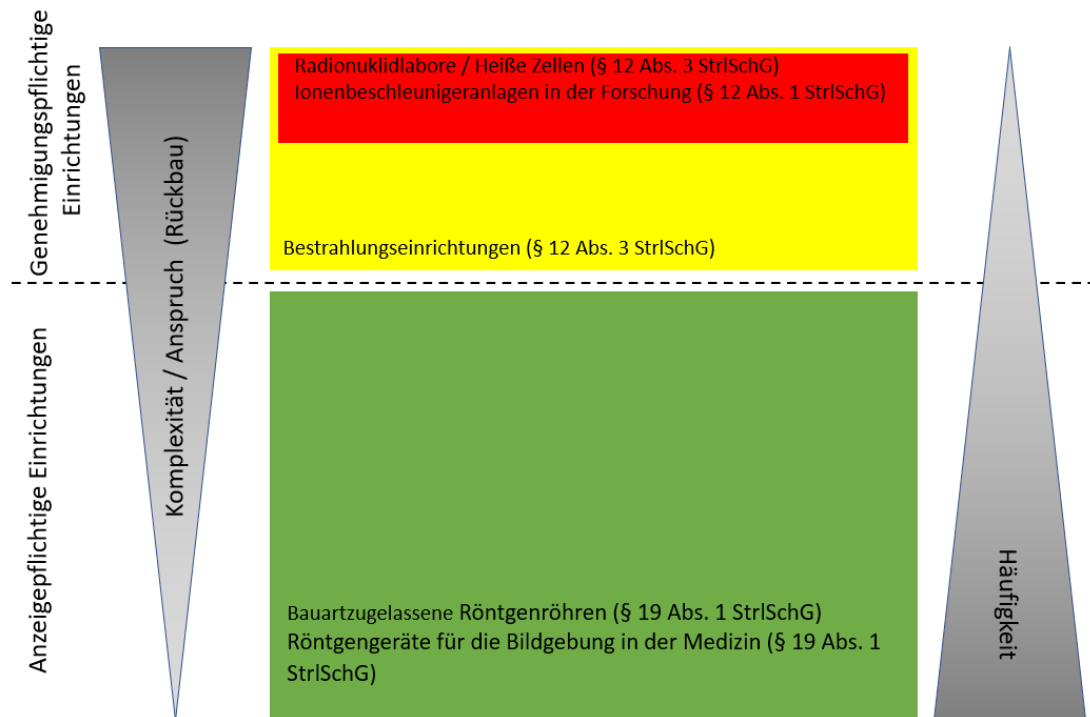 Genehmigungspflichtige
Einrichtungen
Komplexität / Anspruch (Rückbau)
Radionuklidlabore / Heiße Zellen (§ 12 Abs. 3 StrlSchG)
Ionenbeschleunigeranlagen in der Forschung (§ 12 Abs. 1 StrlSchG)
Bestrahlungseinrichtungen (§ 12 Abs. 3 StrlSchG)
Anzeigepflichtige Einrichtungen
Bauartzugelassene Röntgenröhren (§ 19 Abs. 1 StrlSchG)
Röntgengeräte für die Bildgebung in der Medizin (§ 19 Abs. 1
StrlSchG)
Häufigkeit